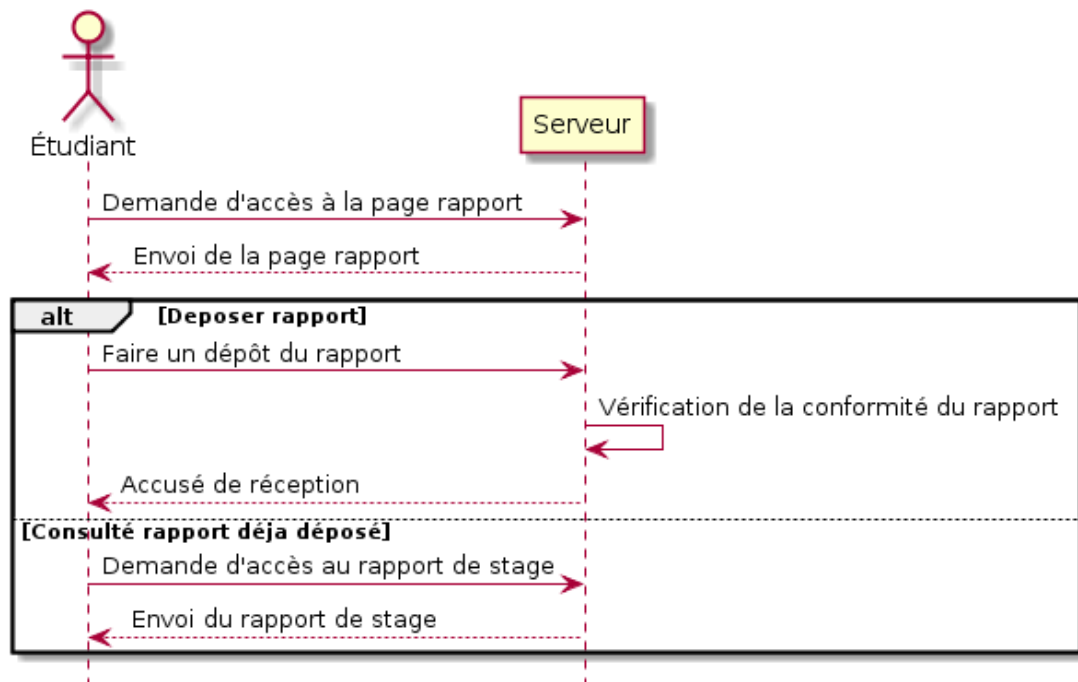 Étudiant
Serveur
Demande d'accès à la page rapport
Envoi de la page rapport
alt [Deposer rapport]
Faire un dépôt du rapport
Vérification de la conformité du rapport
Accusé de réception
[Consulté rapport déja déposé]
Demande d'accès au rapport de stage
Envoi du rapport de stage